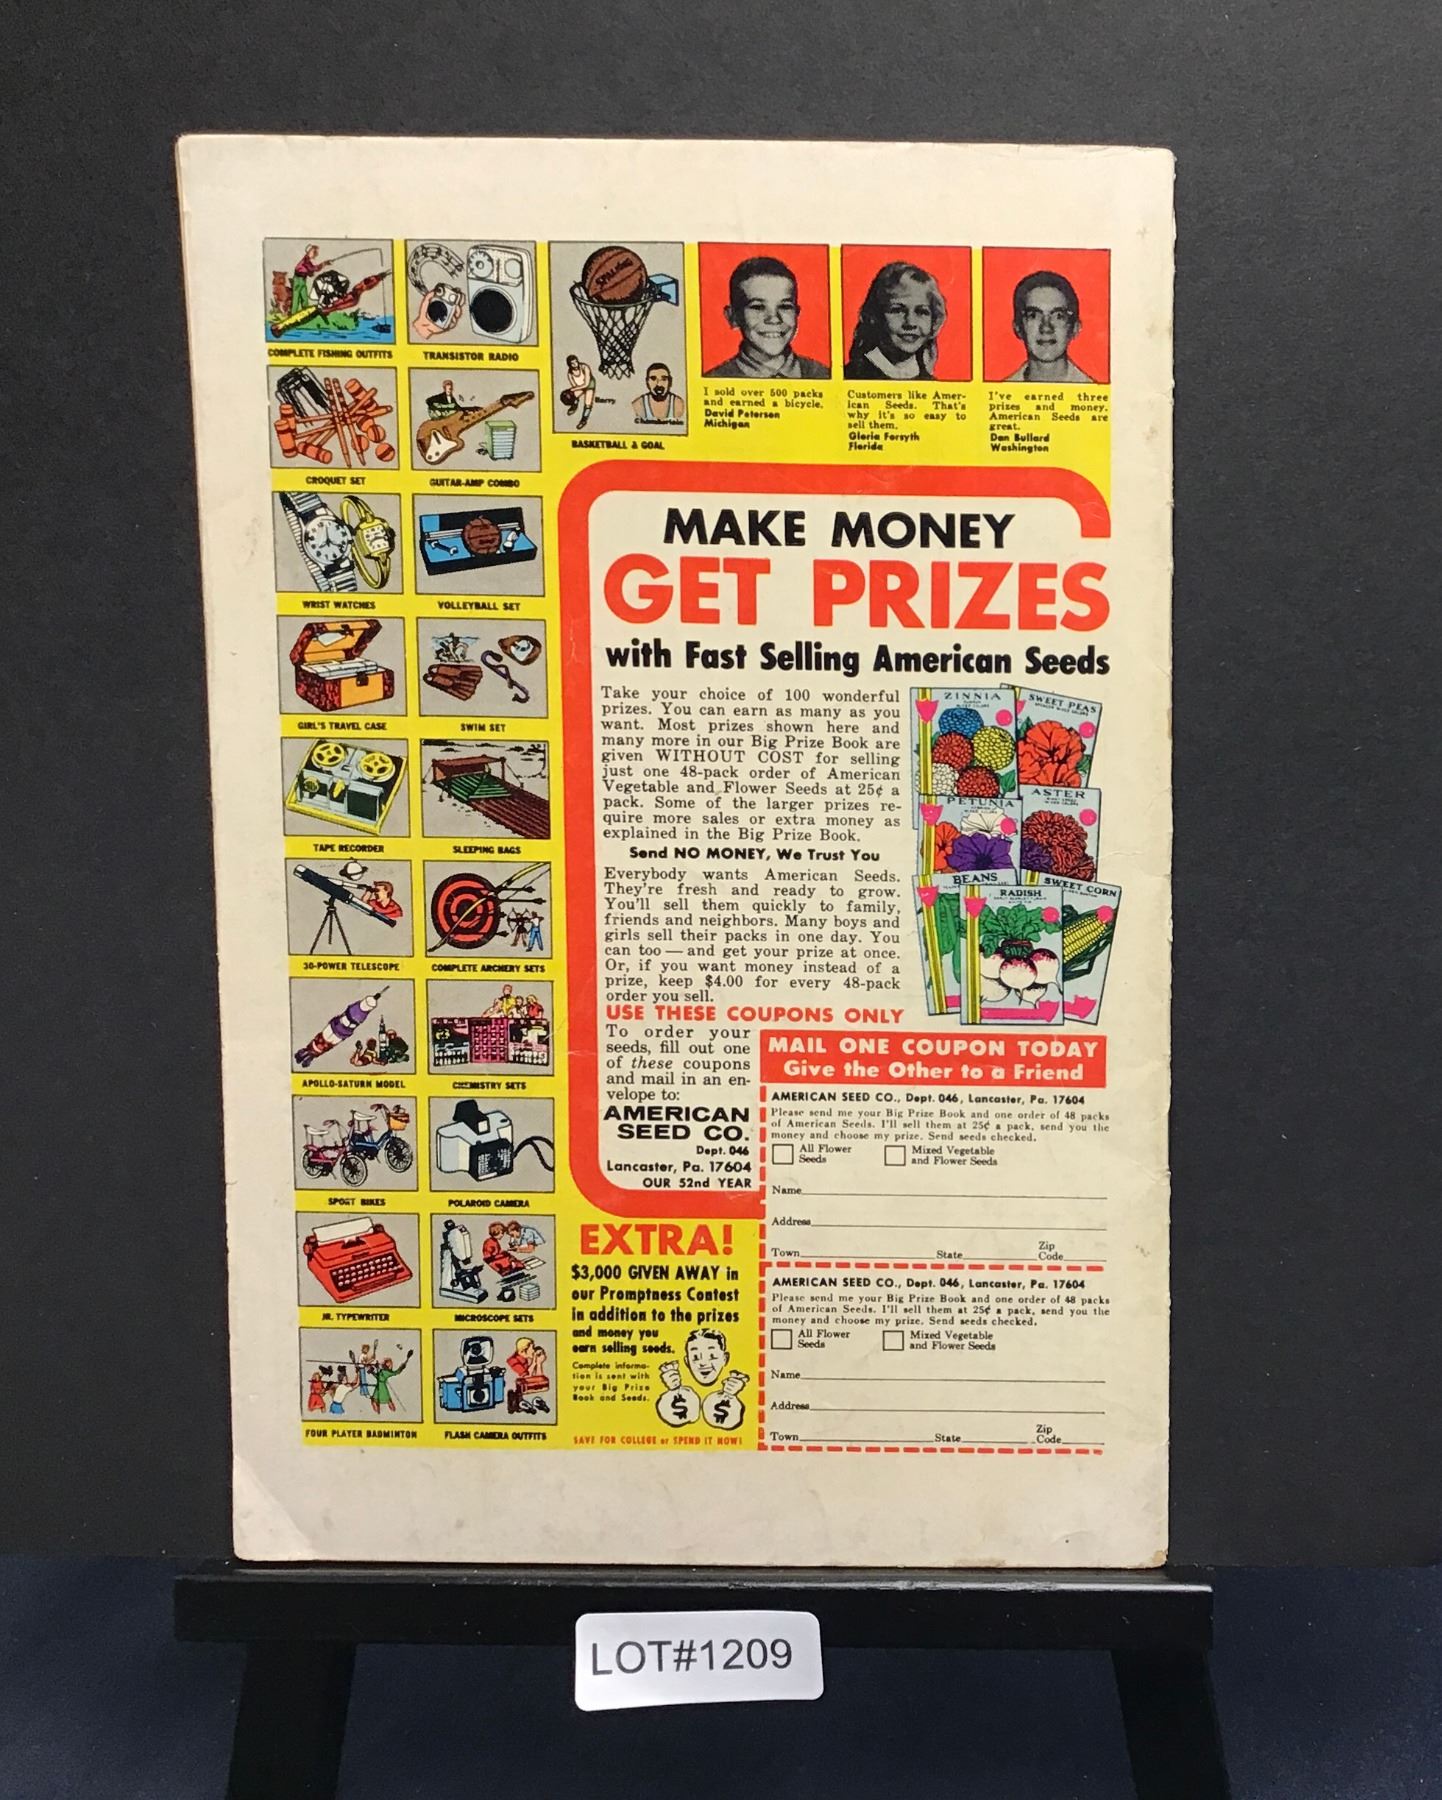 COMPLETE FISHING OUTFITS
TRANSISTOR RADIO
SPALDING
Barry
Chamberlain
BASKETBALL & GOAL
CROQUET SET
GUITAR-AMP COMBO
WRIST WATCHES
VOLLEYBALL SET
GIRL'S TRAVEL CASE
SWIM SET
TAPE RECORDER
SLEEPING BAGS
30-POWER TELESCOPE
COMPLETE ARCHERY SETS
APOLLO-SATURN MODEL
CHEMISTRY SETS
SPORT BIKES
POLAROID CAMERA
JR. TYPEWRITER
MICROSCOPE SETS
FOUR PLAYER BADMINTON
FLASH CAMERA OUTFITS
I sold over 500 packs
and earned a bicycle.
David Peterson
Michigan
Customers like Amer-
ican Seeds. That's
why it's so easy to
sell them.
Gloria Forsyth
Florida
I've earned three
prizes and money.
American Seeds are
great.
Dan Bullard
Washington
MAKE MONEY
GET PRIZES
with Fast Selling American Seeds
Take your choice of 100 wonderful
prizes. You can earn as many as you
want. Most prizes shown here and
many more in our Big Prize Book are
given WITHOUT COST for selling
just one 48-pack order of American
Vegetable and Flower Seeds at 25¢ a
pack. Some of the larger prizes re-
quire more sales or extra money as
explained in the Big Prize Book.
Send NO MONEY, We Trust You
Everybody wants American Seeds.
They're fresh and ready to grow.
You'll sell them quickly to family,
friends and neighbors. Many boys and
girls sell their packs in one day. You
can too — and get your prize at once.
Or, if you want money instead of a
prize, keep $4.00 for every 48-pack
order you sell.
ZINNIA
SWEET PEAS
PETUNIA
ASTER
BEANS
RADISH
SWEET CORN
USE THESE COUPONS ONLY
To order your
seeds, fill out one
of these coupons
and mail in an en-
velope to:
AMERICAN
SEED CO.
Dept. 046
Lancaster, Pa. 17604
OUR 52nd YEAR
MAIL ONE COUPON TODAY
Give the Other to a Friend
AMERICAN SEED CO., Dept. 046, Lancaster, Pa. 17604
Please send me your Big Prize Book and one order of 48 packs
of American Seeds. I'll sell them at 25¢ a pack, send you the
money and choose my prize. Send seeds checked.
All Flower Seeds
Mixed Vegetable and Flower Seeds
Name
Address
Town State Zip Code
AMERICAN SEED CO., Dept. 046, Lancaster, Pa. 17604
Please send me your Big Prize Book and one order of 48 packs
of American Seeds. I'll sell them at 25¢ a pack, send you the
money and choose my prize. Send seeds checked.
All Flower Seeds
Mixed Vegetable and Flower Seeds
Name
Address
Town State Zip Code
EXTRA!
$3,000 GIVEN AWAY in
our Promptness Contest
in addition to the prizes
and money you
earn selling seeds.
Complete informa-
tion is sent with
your Big Prize
Book and Seeds.
$ $
SAVE FOR COLLEGE or SPEND IT NOW!
LOT#1209